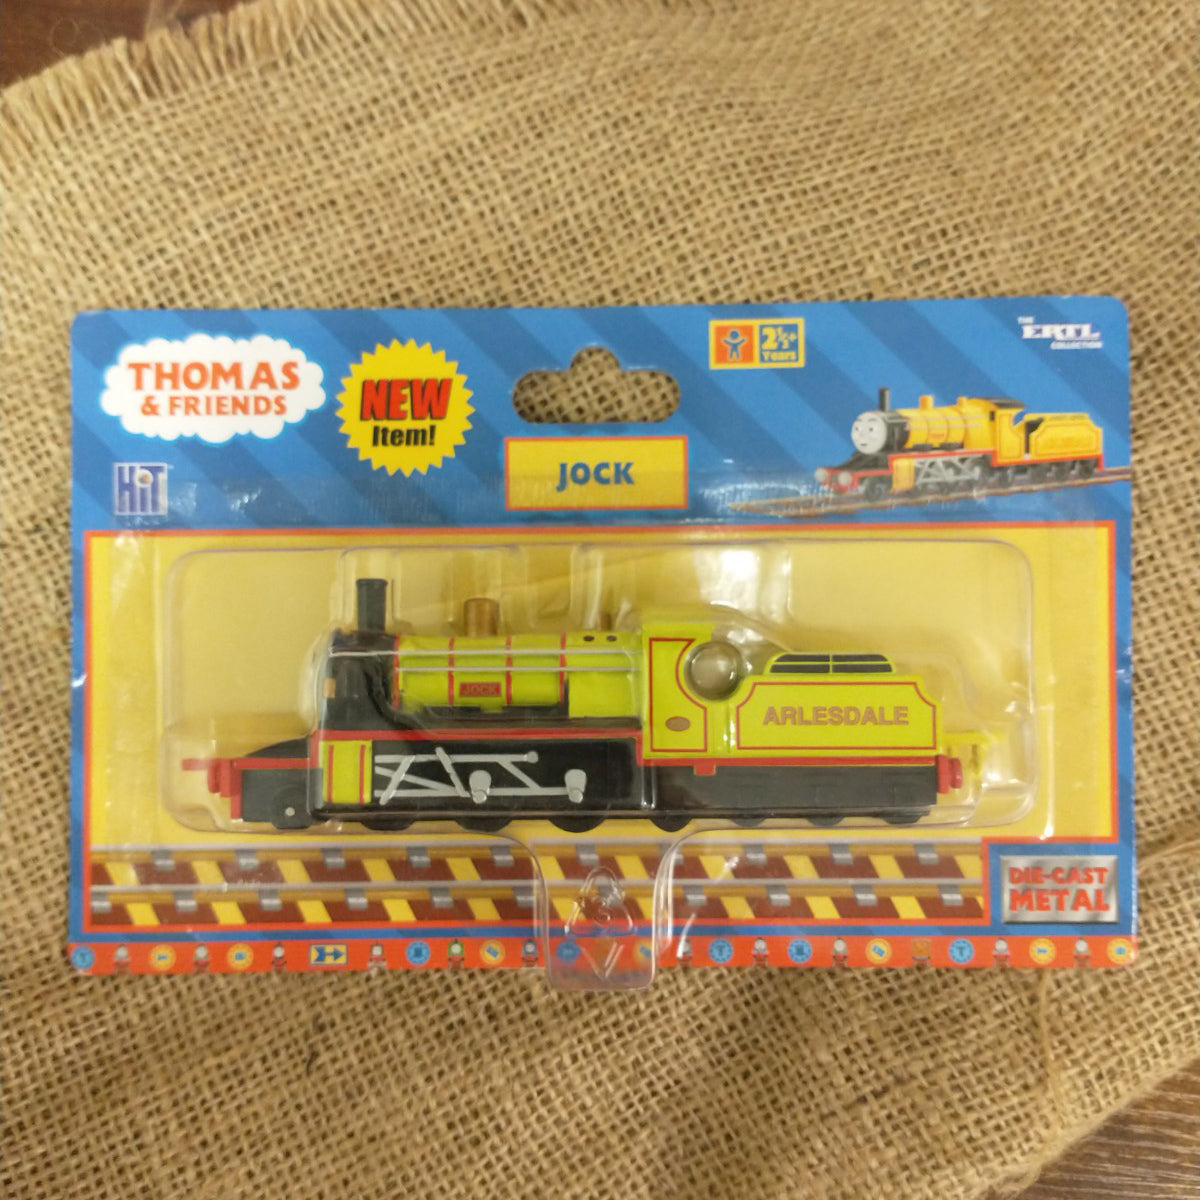 THOMAS
& FRIENDS
HiT
NEW
Item!
JOCK
2½+
Years
THE
ERTL
COLLECTION
JOCK
ARLESDALE
DIE-CAST
METAL